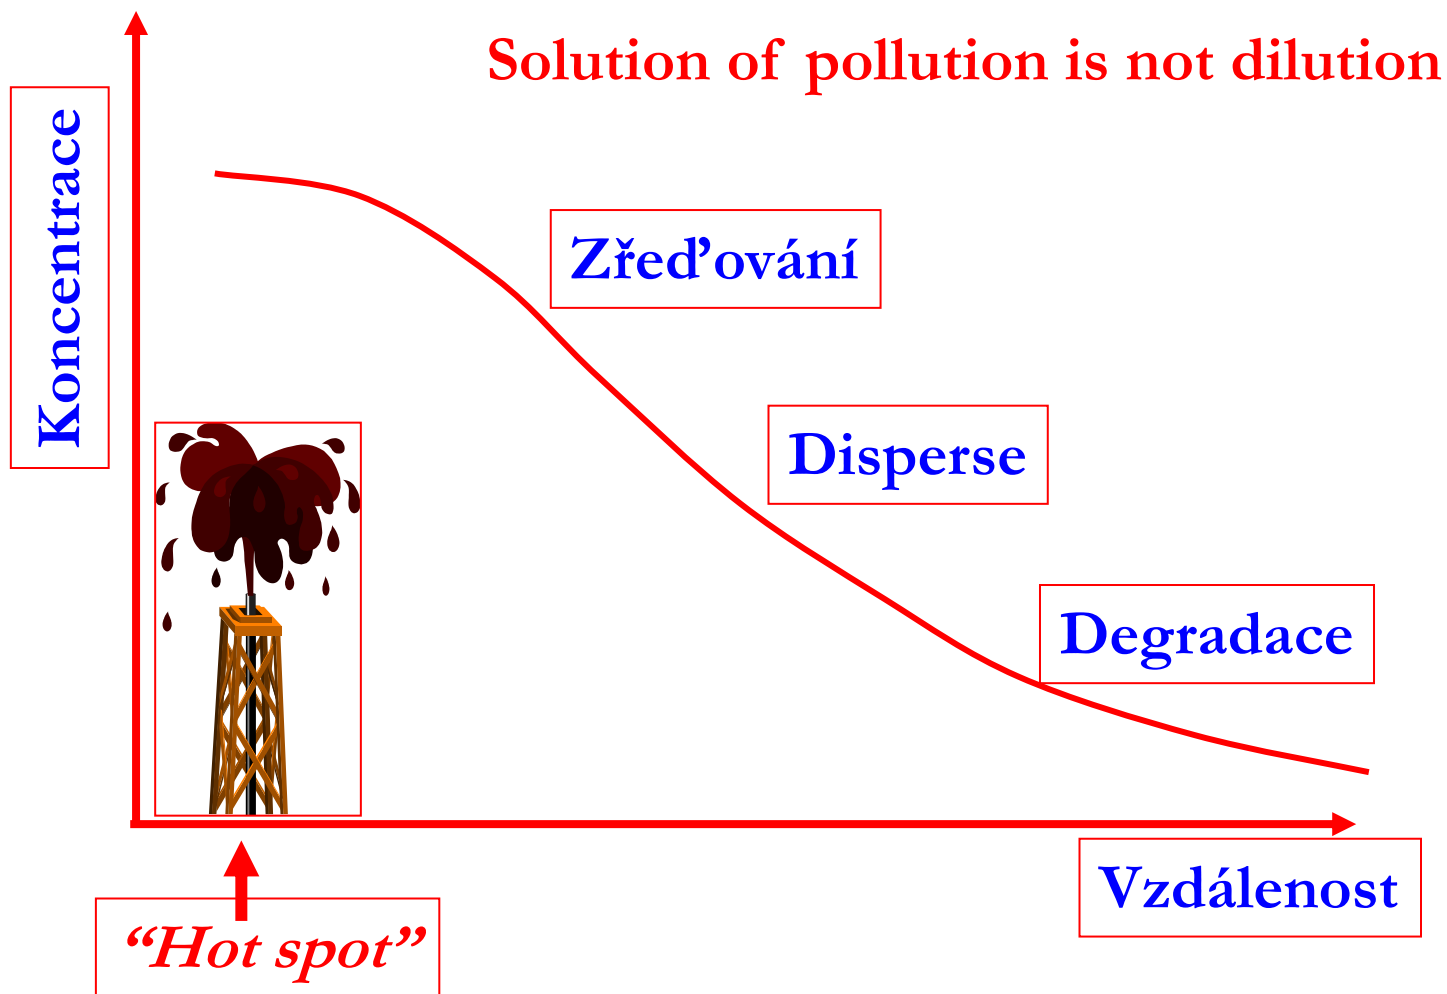 Solution of pollution is not dilution
Koncentrace
Zřeďování
Disperse
Degradace
Vzdálenost
“Hot spot”